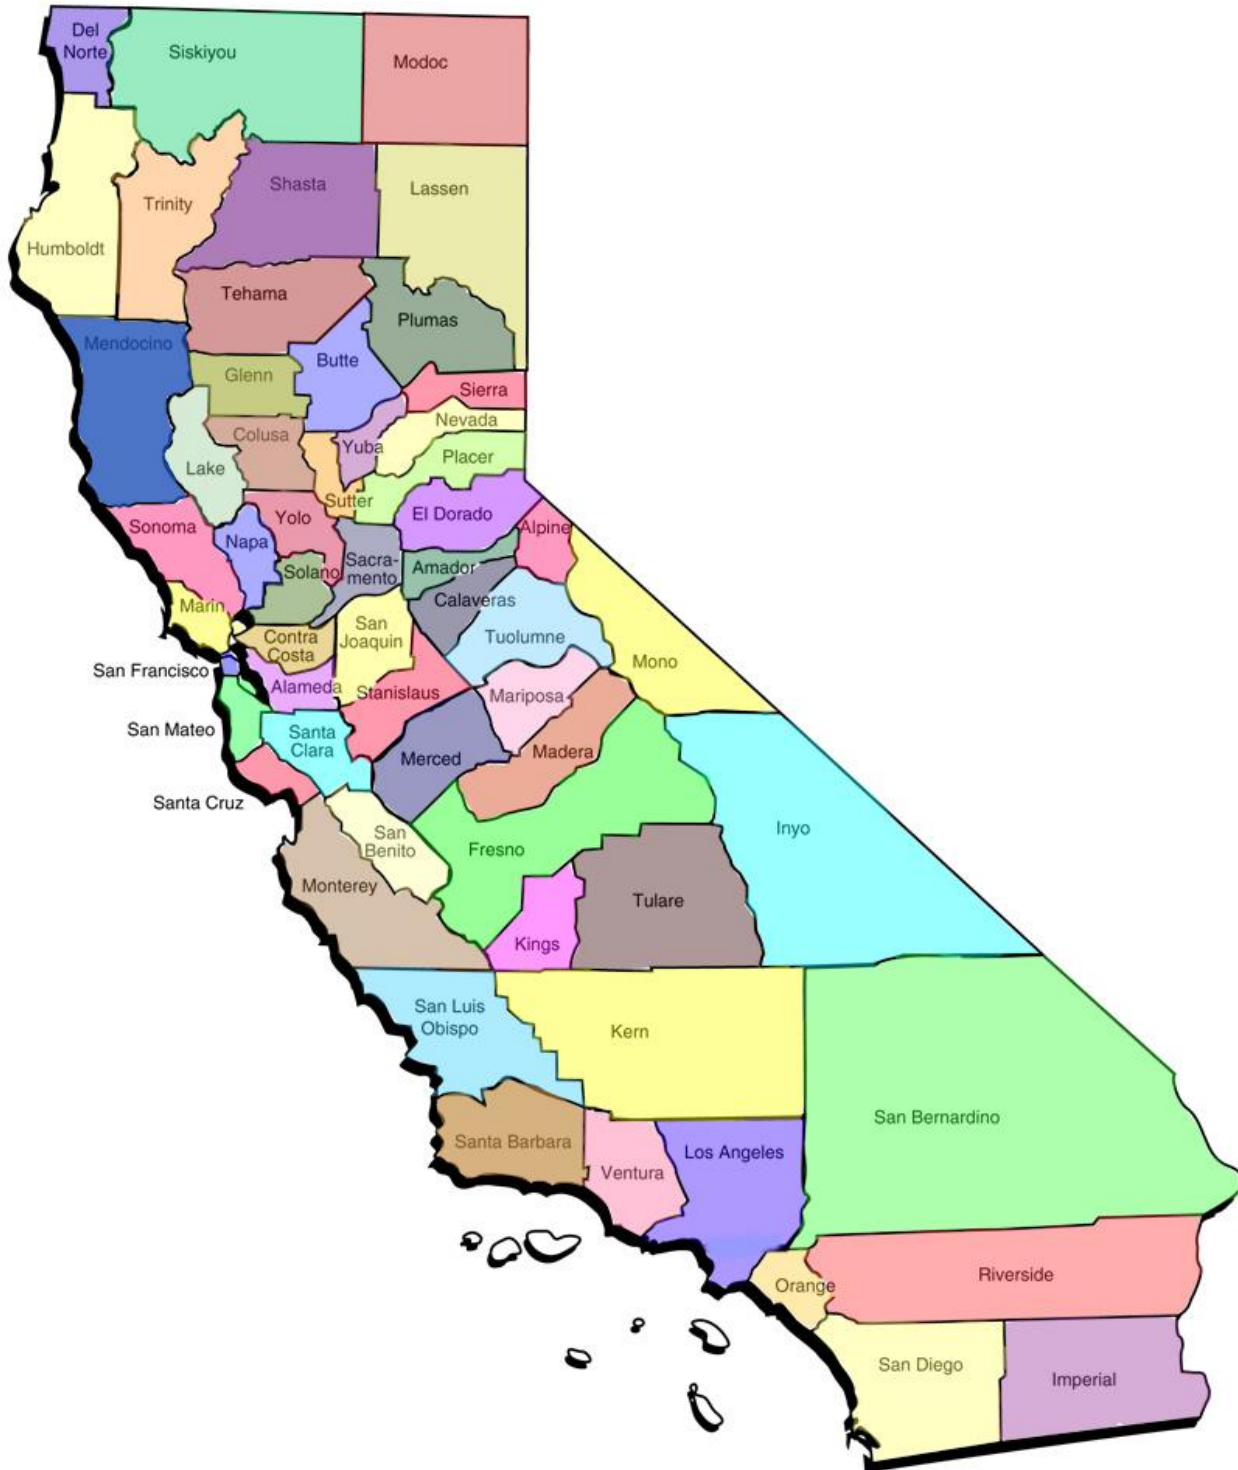 Del
Norte
Siskiyou
Modoc
Shasta
Lassen
Trinity
Humboldt
Tehama
Plumas
Mendocino
Butte
Glenn
Sierra
Nevada
Colusa
Yuba
Placer
Lake
Sutter
El Dorado
Sonoma
Yolo
Alpine
Napa
Sacra-
mento
Solano
Amador
Calaveras
Marin
San
Joaquin
Contra
Costa
Tuolumne
Mono
San Francisco
Alameda
Stanislaus
Mariposa
San Mateo
Santa
Clara
Merced
Madera
Santa Cruz
Inyo
San
Benito
Fresno
Monterey
Tulare
Kings
San Luis
Obispo
Kern
San Bernardino
Santa Barbara
Los Angeles
Ventura
Orange
Riverside
San Diego
Imperial